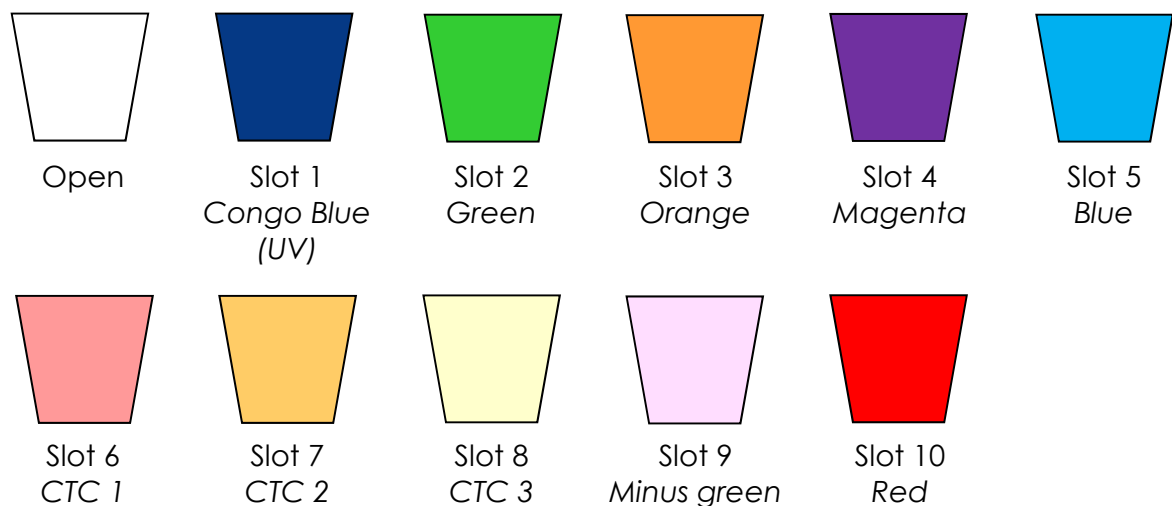 Open
Slot 1
Congo Blue
(UV)
Slot 2
Green
Slot 3
Orange
Slot 4
Magenta
Slot 5
Blue
Slot 6
CTC 1
Slot 7
CTC 2
Slot 8
CTC 3
Slot 9
Minus green
Slot 10
Red